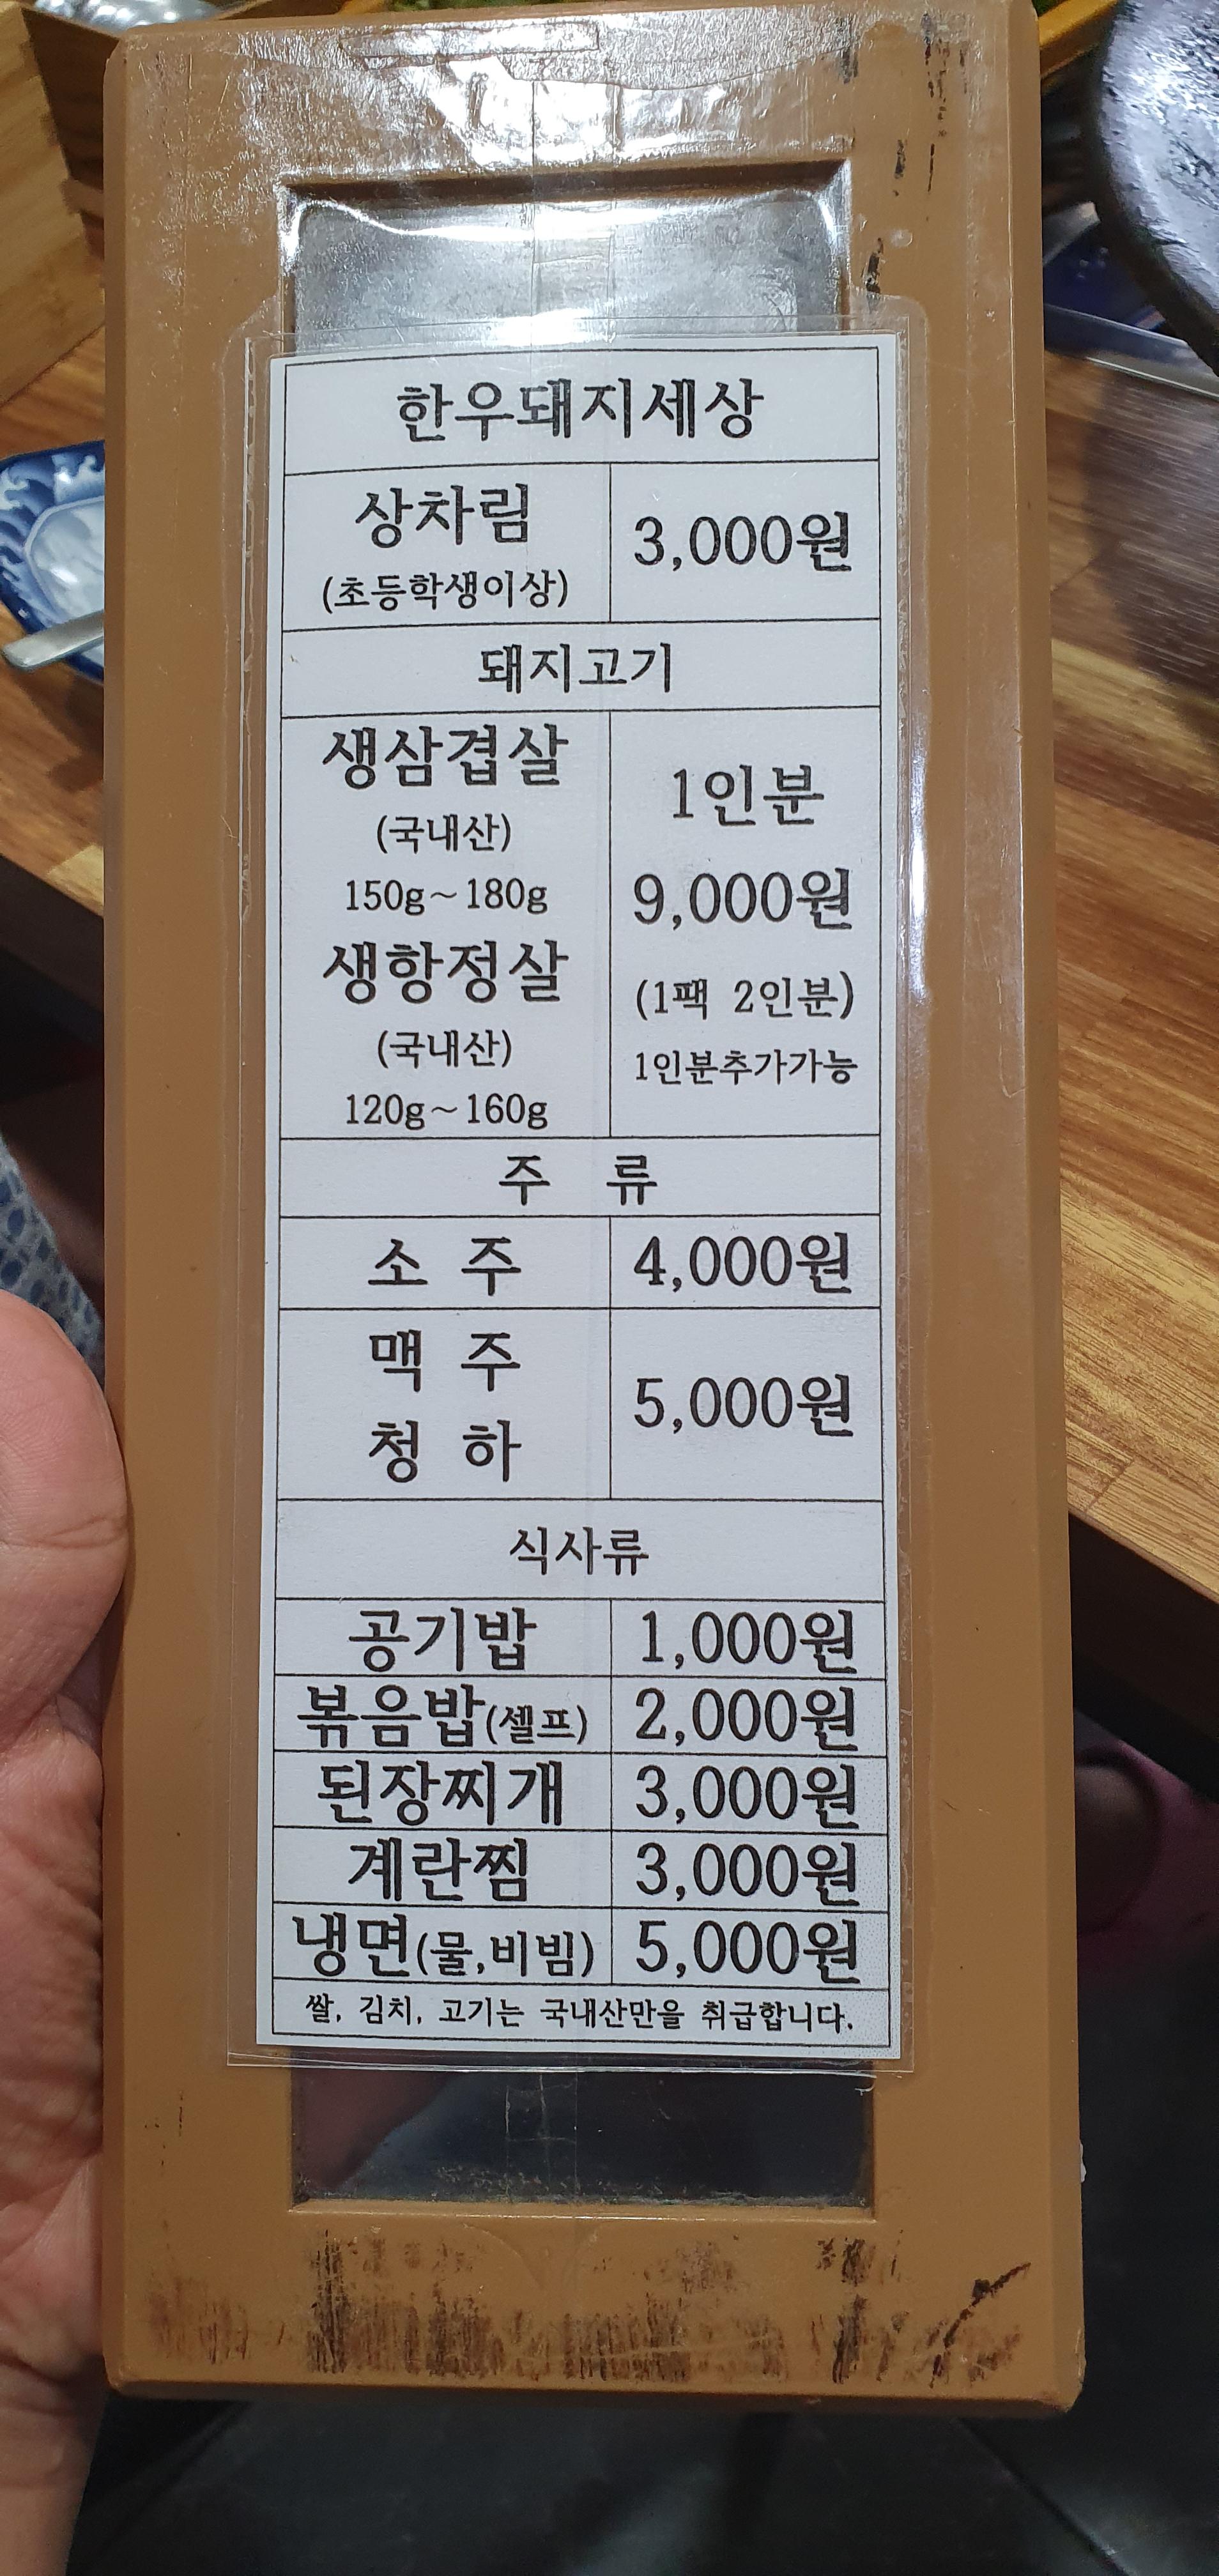 한우돼지세상
상차림
(초등학생이상)
3,000원
돼지고기
생삼겹살
(국내산)
150g~180g
생항정살
(국내산)
120g~160g
1인분
9,000원
(1팩 2인분)
1인분추가가능
주 류
소 주
4,000원
맥 주
청 하
5,000원
식사류
공기밥
1,000원
볶음밥(셀프)
2,000원
된장찌개
3,000원
계란찜
3,000원
냉면(물,비빔)
5,000원
쌀, 김치, 고기는 국내산만을 취급합니다.